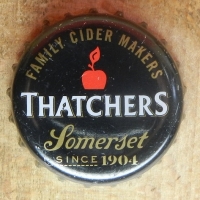 FAMILY CIDER MAKERS
THATCHERS
Somerset
SINCE 1904